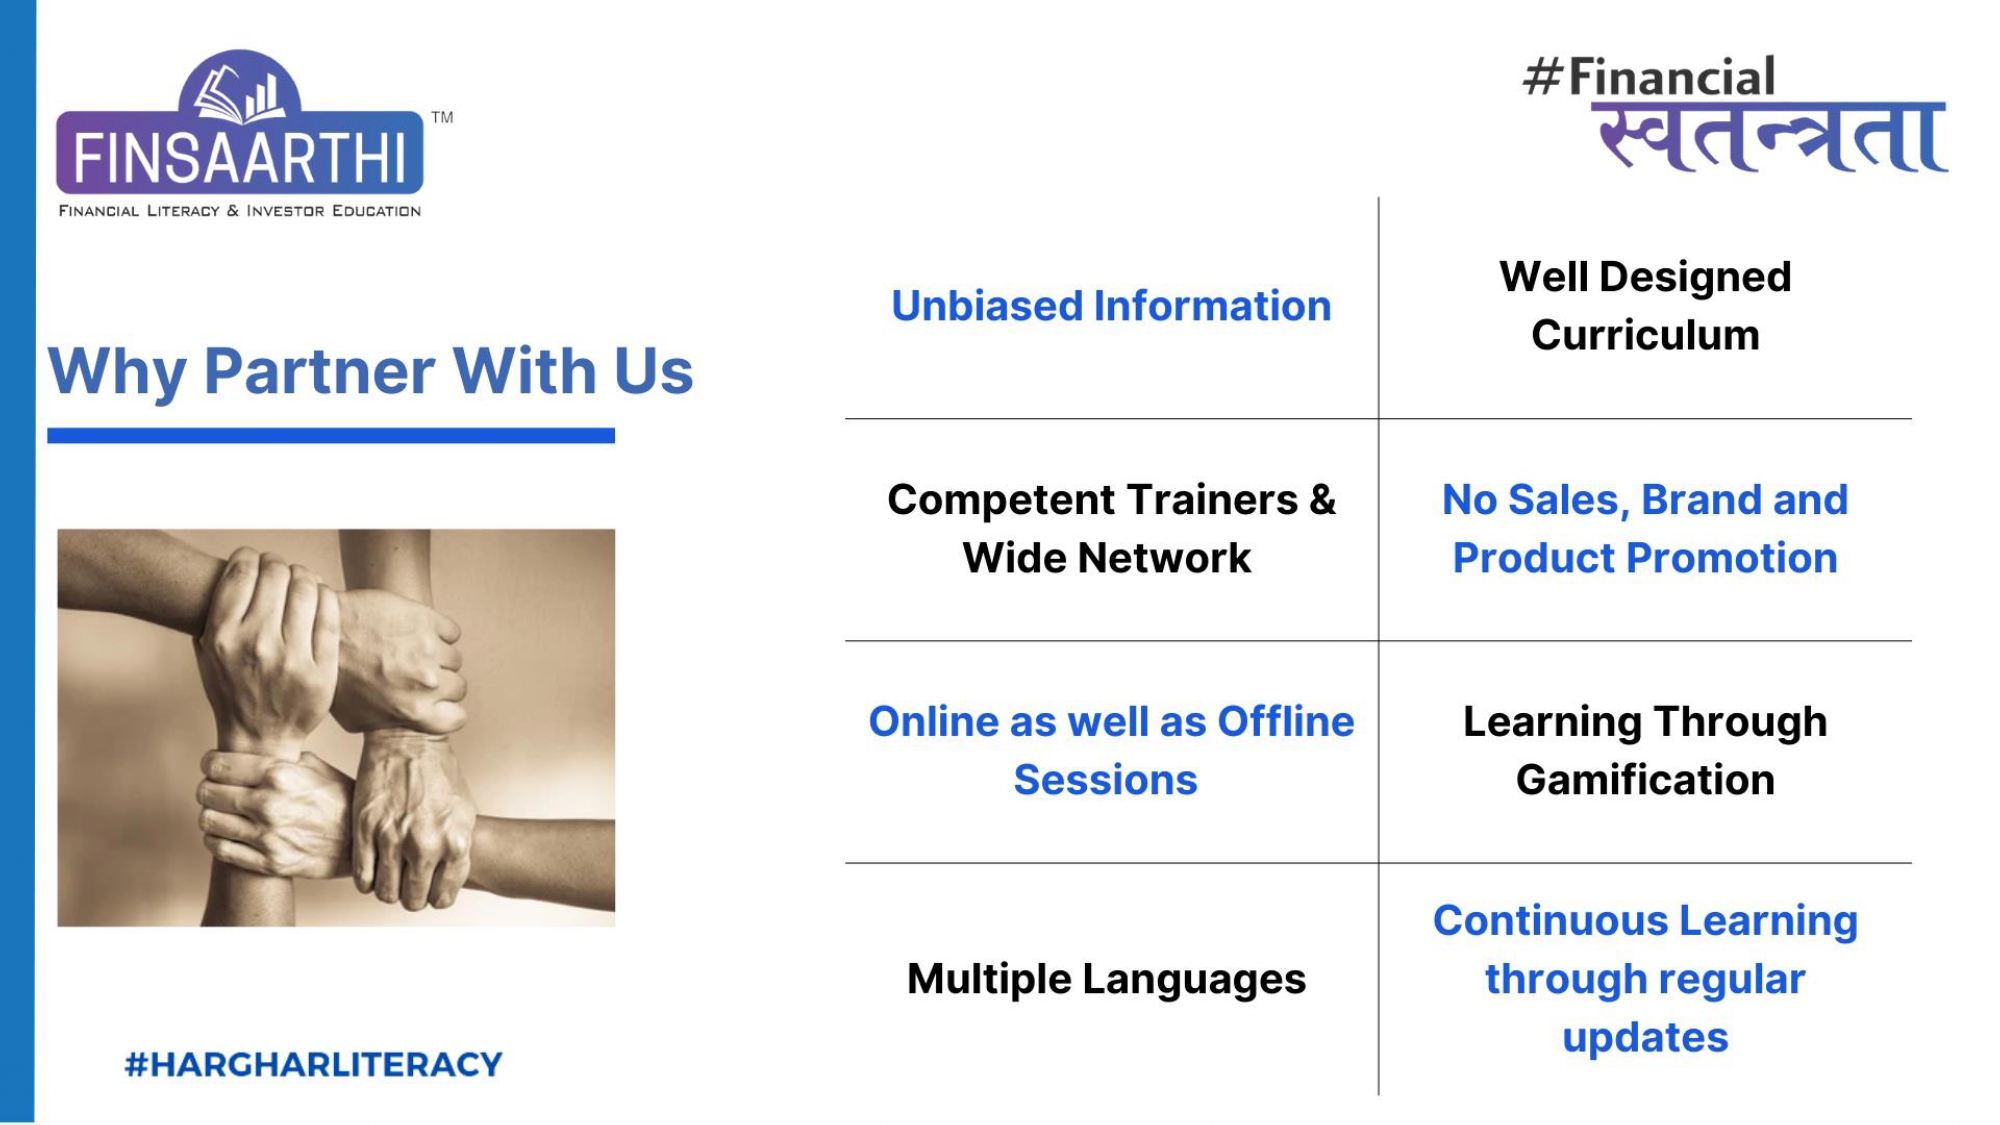 FINSAARTHI TM
FINANCIAL LITERACY & INVESTOR EDUCATION
#Financial
स्वतन्त्रता
Why Partner With Us
Unbiased Information
Well Designed
Curriculum
Competent Trainers &
Wide Network
No Sales, Brand and
Product Promotion
Online as well as Offline
Sessions
Learning Through
Gamification
Multiple Languages
Continuous Learning
through regular
updates
#HARGHARLITERACY